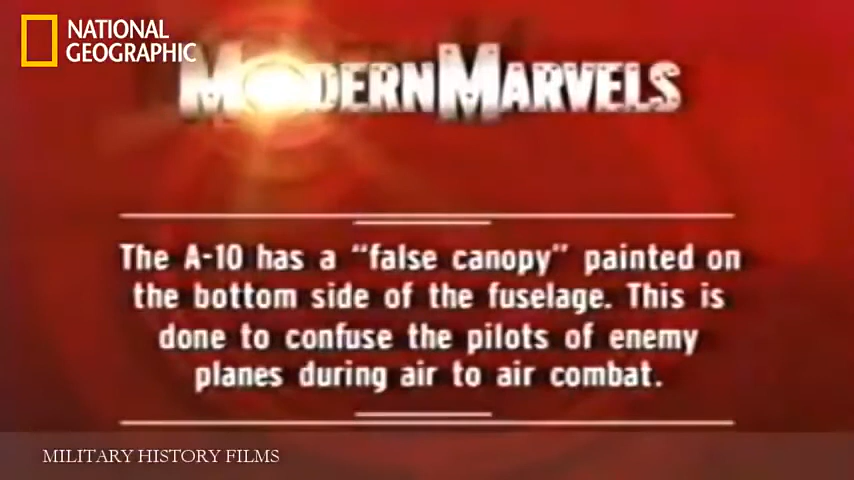 NATIONAL
GEOGRAPHIC
MODERN MARVELS
The A-10 has a "false canopy" painted on
the bottom side of the fuselage. This is
done to confuse the pilots of enemy
planes during air to air combat.
MILITARY HISTORY FILMS